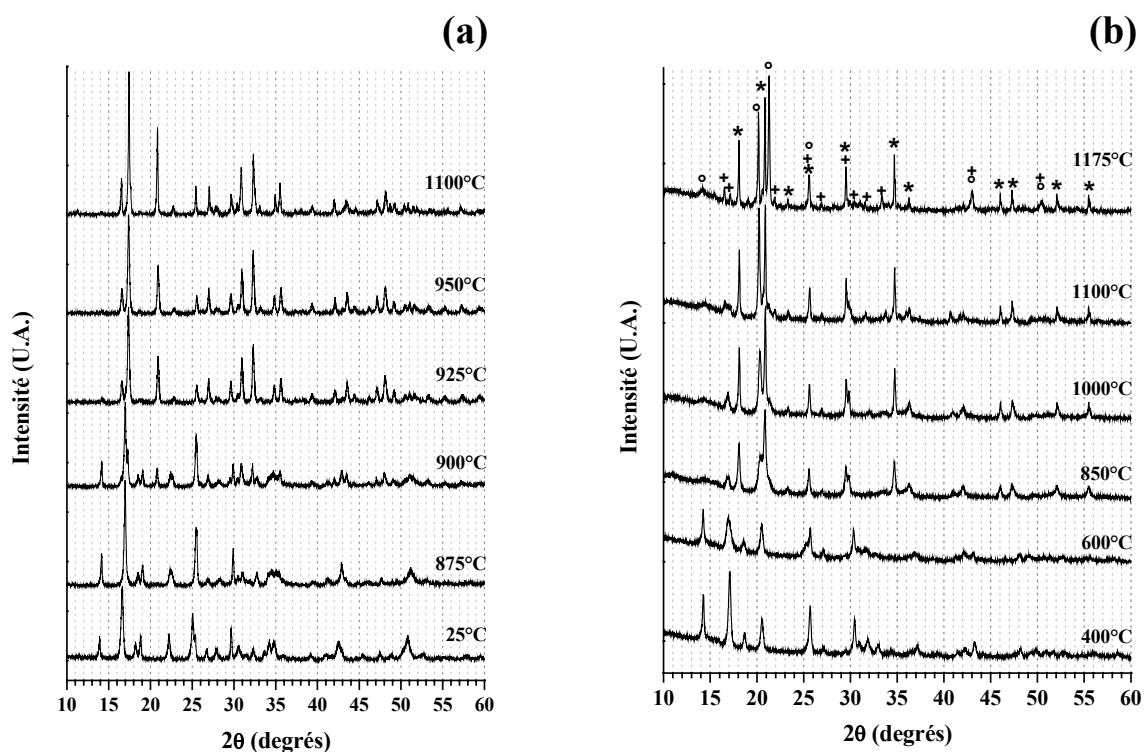 (a)
1100°C
950°C
925°C
900°C
875°C
25°C
Intensité (U.A.)
10 15 20 25 30 35 40 45 50 55 60
2θ (degrés)
(b)
1175°C
1100°C
1000°C
850°C
600°C
400°C
Intensité (U.A.)
10 15 20 25 30 35 40 45 50 55 60
2θ (degrés)